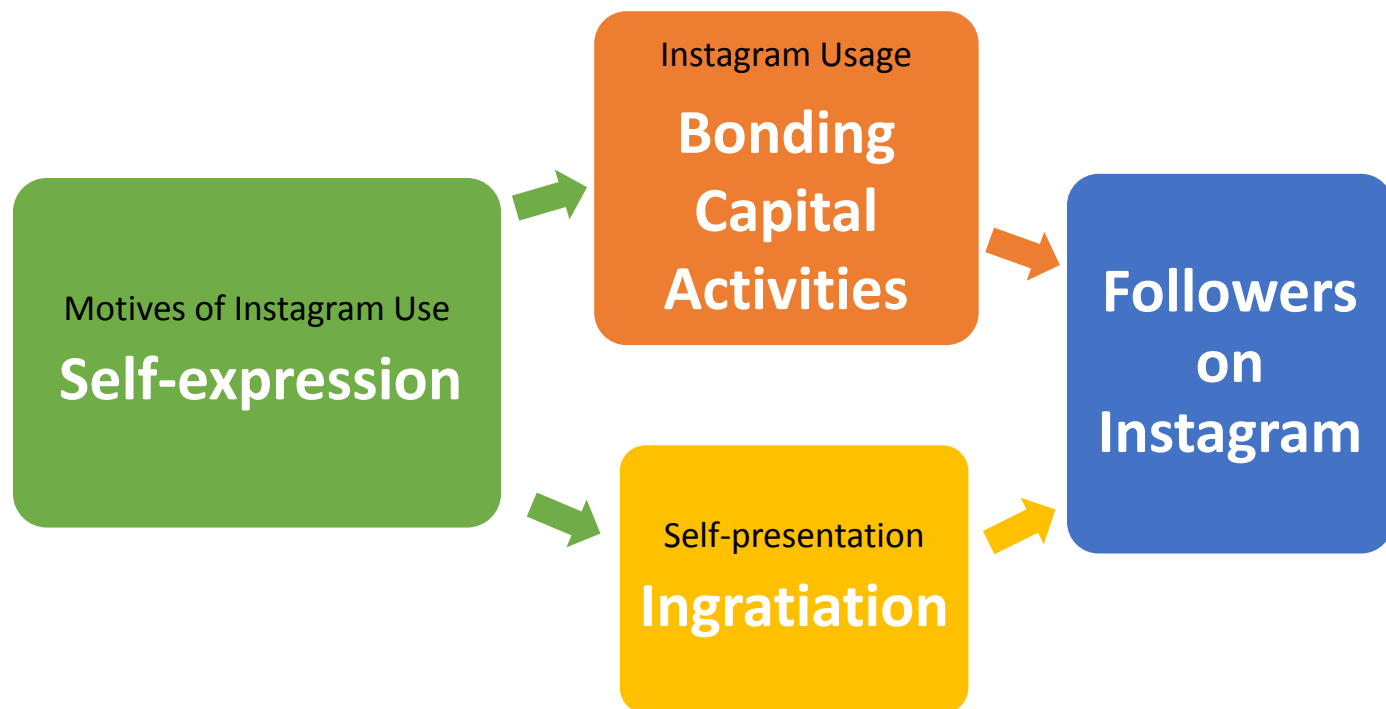 Instagram Usage
Bonding
Capital
Activities
Motives of Instagram Use
Self-expression
Followers
on
Instagram
Self-presentation
Ingratiation